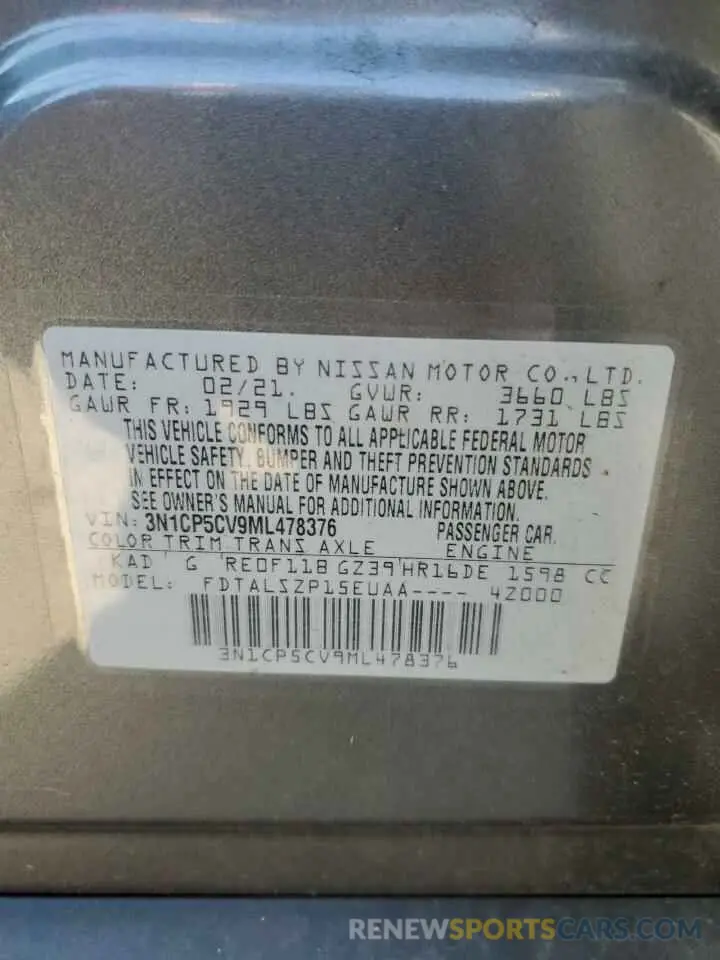 MANUFACTURED BY NISSAN MOTOR CO., LTD.
DATE: 02/21. GVWR: 3660 LBS
GAWR FR: 1929 LBS GAWR RR: 1731 LBS
THIS VEHICLE CONFORMS TO ALL APPLICABLE FEDERAL MOTOR
VEHICLE SAFETY, BUMPER AND THEFT PREVENTION STANDARDS
IN EFFECT ON THE DATE OF MANUFACTURE SHOWN ABOVE.
SEE OWNER'S MANUAL FOR ADDITIONAL INFORMATION.
VIN: 3N1CP5CV9ML478376 PASSENGER CAR.
COLOR TRIM TRANS AXLE ENGINE
KAD G RE0F11B GZ39 HR16DE 1598 CC
MODEL: FDTALSZP15EUAA---- 4Z000
3N1CP5CV9ML478376
RENEWSPORTSCARS.COM